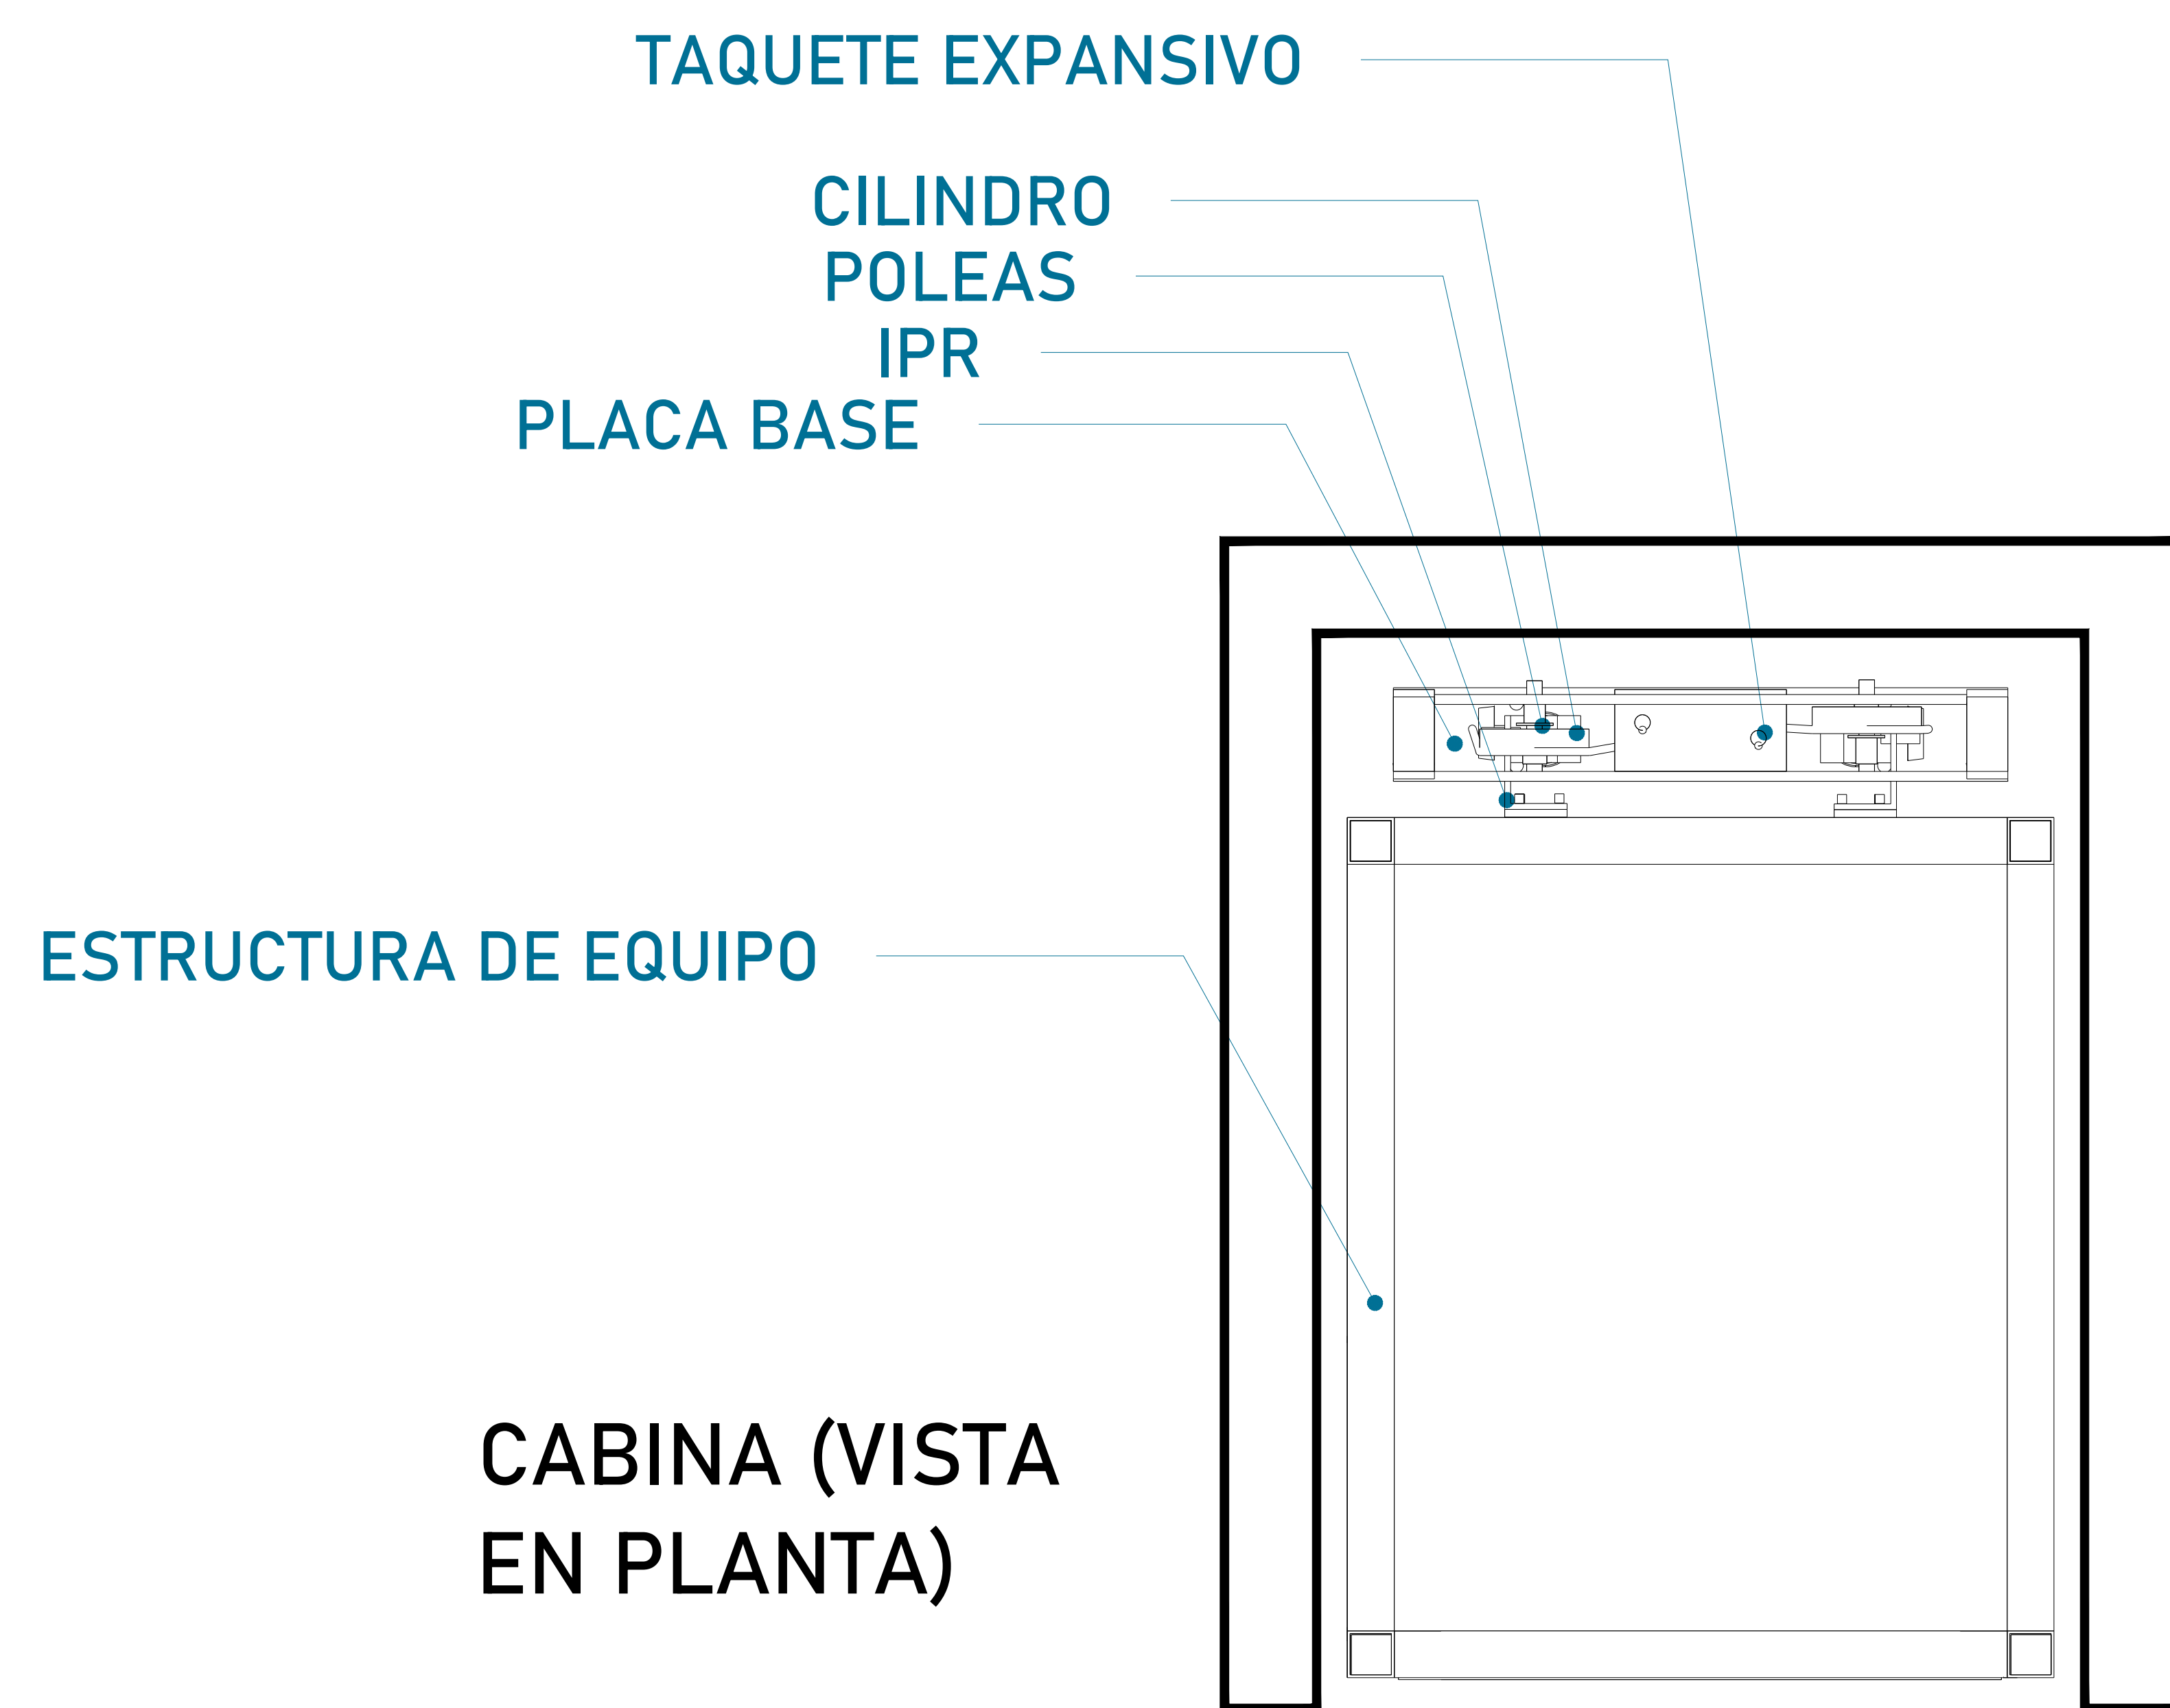 TAQUETE EXPANSIVO
CILINDRO
POLEAS
IPR
PLACA BASE
ESTRUCTURA DE EQUIPO
CABINA (VISTA
EN PLANTA)